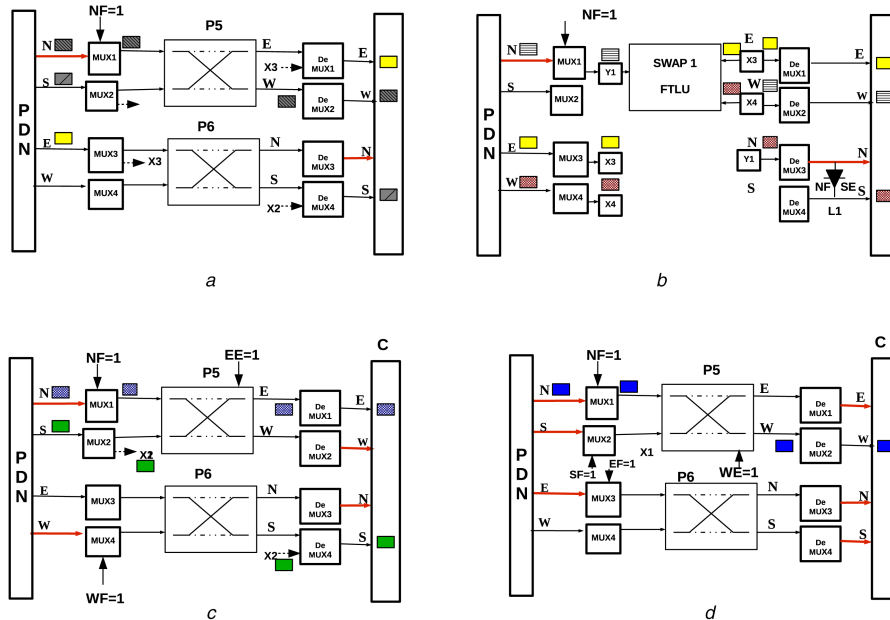 NF=1
P5
N
MUX1
E
De
MUX1
E
X3
S
MUX2
W
De
MUX2
W
P6
P
D
N
E
MUX3
X3
N
De
MUX3
N
W
MUX4
S
De
MUX4
S
X2
a
NF=1
N
MUX1
Y1
SWAP 1
FTLU
E
X3
De
MUX1
E
S
MUX2
W
X4
De
MUX2
W
P
D
N
E
MUX3
X3
N
Y1
De
MUX3
N
W
MUX4
X4
S
De
MUX4
NF
SE
S
L1
b
C
NF=1
EE=1
P5
N
MUX1
E
De
MUX1
E
S
MUX2
W
De
MUX2
W
P6
P
D
N
E
MUX3
N
De
MUX3
N
W
MUX4
S
De
MUX4
S
X2
WF=1
c
C
NF=1
P5
N
MUX1
E
De
MUX1
E
S
MUX2
X1
W
De
MUX2
W
SF=1
EF=1
WE=1
P6
P
D
N
E
MUX3
N
De
MUX3
N
W
MUX4
S
De
MUX4
S
d